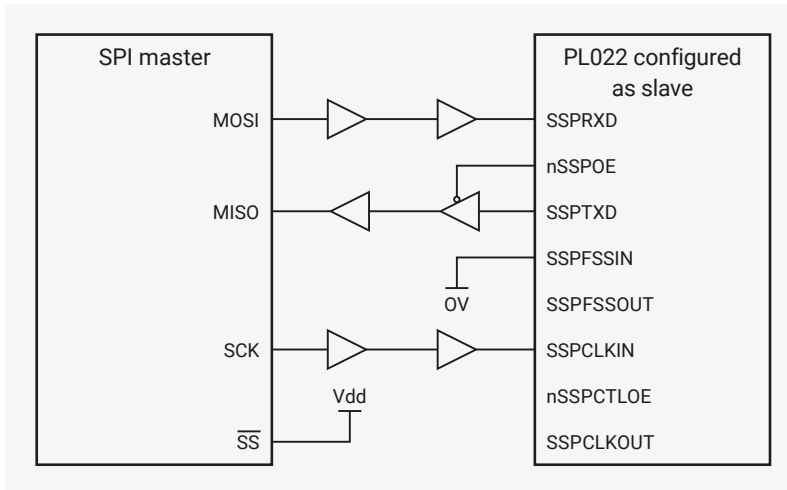 SPI master
PL022 configured
as slave
MOSI
SSPRXD
nSSPOE
MISO
SSPTXD
SSPFSSIN
0V
SSPFSSOUT
SCK
SSPCLKIN
Vdd
nSSPCTLOE
SS
SSPCLKOUT